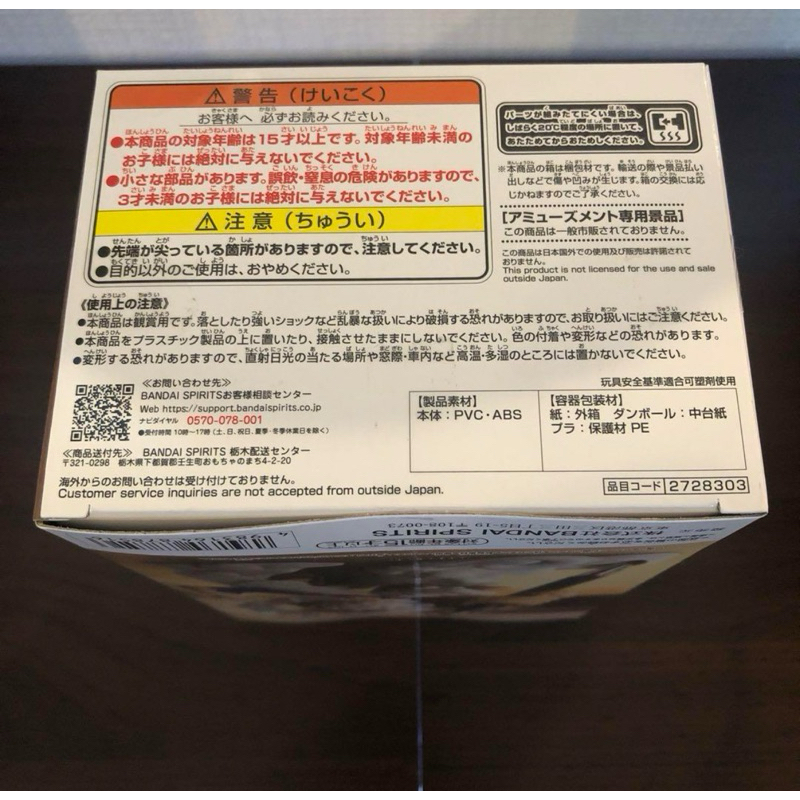 ⚠警告(けいこく)
お客様へ 必ずお読みください。
●本商品の対象年齢は15才以上です。対象年齢未満の
お子様には絶対に与えないでください。
●小さな部品があります。誤飲・窒息の危険がありますので、
3才未満のお子様には絶対に与えないでください。
⚠注意(ちゅうい)
●先端が尖っている箇所がありますので、注意してください。
●目的以外のご使用は、おやめください。
パーツが組みたてにくい場合は、
しばらく20℃程度の場所に置いて、
あたためてからおためしください。
※本商品の箱は梱包材です。輸送の際や景品払い
出しなどで傷や凹みが生じます。箱の交換には応
じかねますのでご了承ください。
【アミューズメント専用景品】
この商品は一般市販されておりません。
この商品は日本国外での使用及び販売は許諾されて
おりません。
This product is not licensed for the use and sale
outside Japan.
《使用上の注意》
●本商品は観賞用です。落としたり強いショックなど乱暴な扱いにより破損する恐れがありますので、お取り扱いにはご注意ください。
●本商品をプラスチック製品の上に置いたり、接触させたままにしないでください。色の付着や変形などの恐れがあります。
●変形する恐れがありますので、直射日光の当たる場所や窓際・車内など高温・多湿のところには置かないでください。
≪お問い合わせ先≫
BANDAI SPIRITSお客様相談センター
Web https://support.bandaispirits.co.jp
ナビダイヤル 0570-078-001
●受付時間 10時~17時(土、日、祝日、夏季・冬季休業日を除く)
≪商品送付先≫ BANDAI SPIRITS 栃木配送センター
〒321-0298 栃木県下都賀郡壬生町おもちゃのまち4-2-20
海外からのお問い合わせは受け付けておりません。
Customer service inquiries are not accepted from outside Japan.
玩具安全基準適合可塑剤使用
【製品素材】
本体:PVC・ABS
【容器包装材】
紙:外箱 ダンボール:中台紙
プラ:保護材 PE
品目コード 2728303
株式会社BANDAI SPIRITS
〒108-0073
対象年齢15才以上